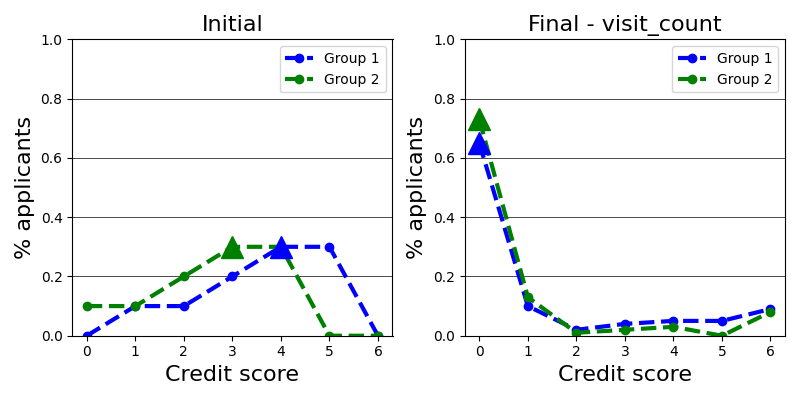 Initial
1.0
0.8
0.6
0.4
0.2
0.0
% applicants
0 1 2 3 4 5 6
Credit score
Group 1
Group 2
Final - visit_count
1.0
0.8
0.6
0.4
0.2
0.0
% applicants
0 1 2 3 4 5 6
Credit score
Group 1
Group 2